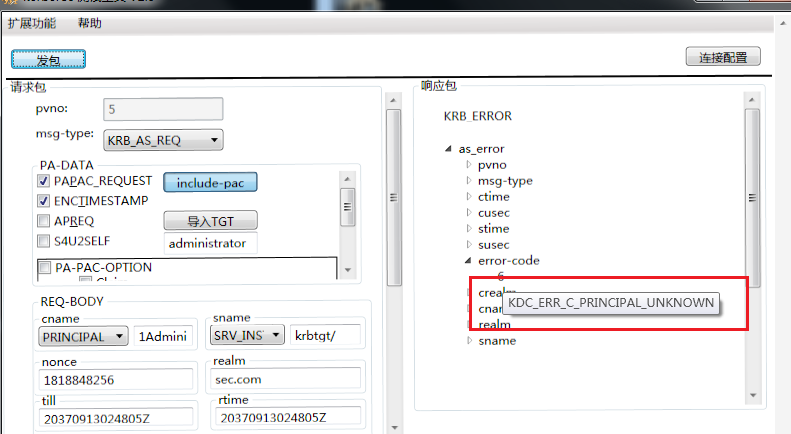 扩展功能 帮助
发包
连接配置
请求包
pvno: 5
msg-type: KRB_AS_REQ
PA-DATA
PAPAC_REQUEST include-pac
ENCTIMESTAMP
APREQ 导入TGT
S4U2SELF administrator
PA-PAC-OPTION
REQ-BODY
cname sname
PRINCIPAL 1Admini SRV_INS krbtgt/
nonce realm
1818848256 sec.com
till rtime
20370913024805Z 20370913024805Z
响应包
KRB_ERROR
as_error
pvno
msg-type
ctime
cusec
stime
susec
error-code
6
KDC_ERR_C_PRINCIPAL_UNKNOWN
realm
sname